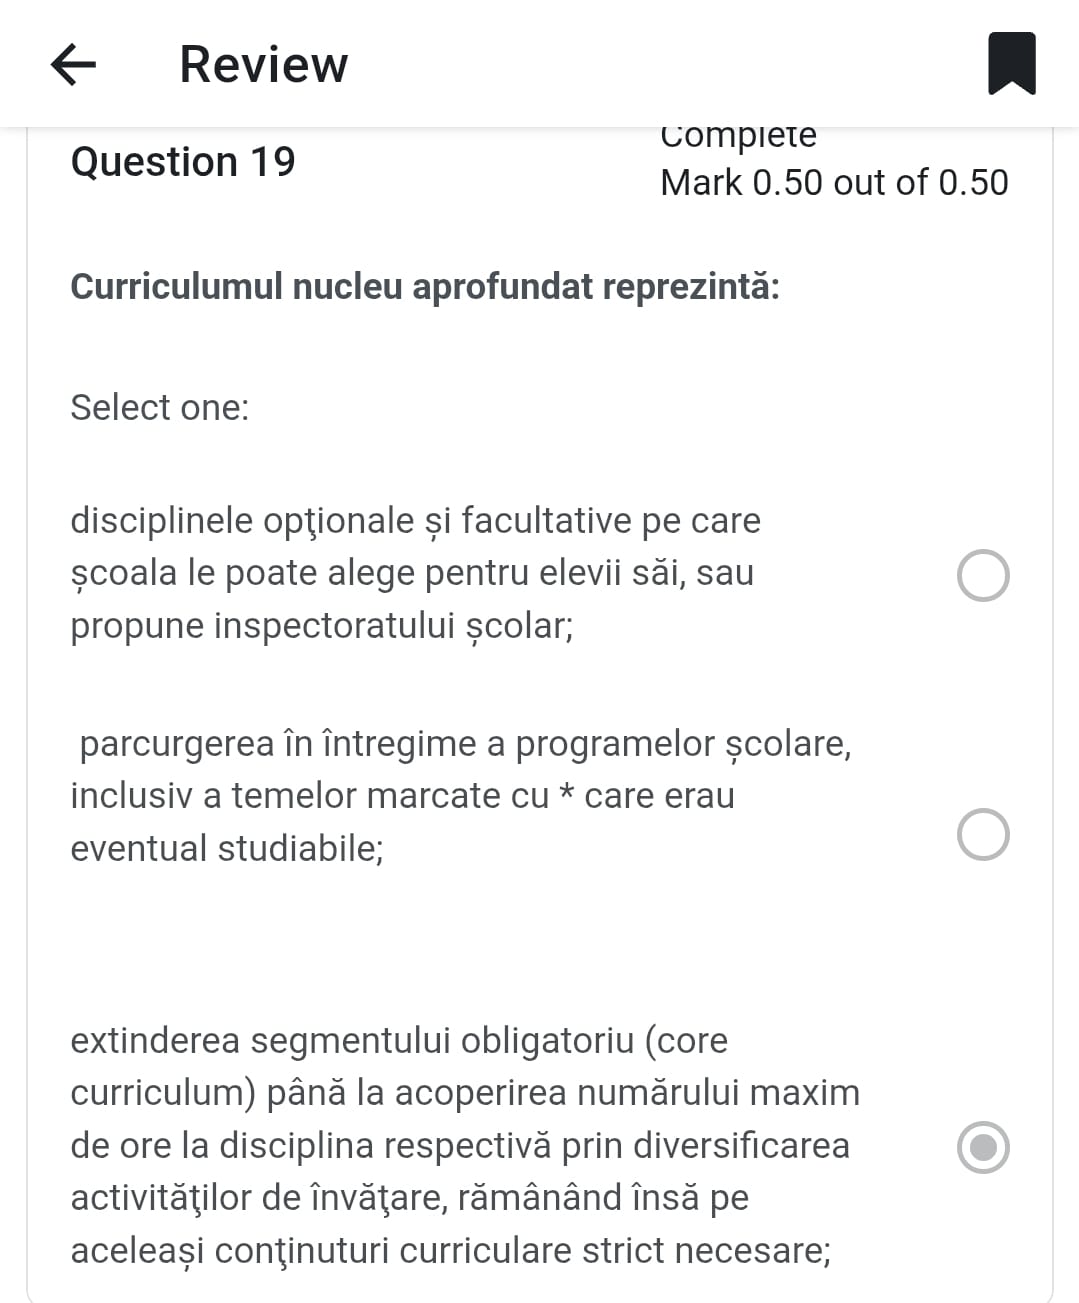 Review
Complete
Question 19
Mark 0.50 out of 0.50
Curriculumul nucleu aprofundat reprezintă:
Select one:
disciplinele opţionale și facultative pe care
școala le poate alege pentru elevii săi, sau
propune inspectoratului școlar;
parcurgerea în întregime a programelor școlare,
inclusiv a temelor marcate cu * care erau
eventual studiabile;
extinderea segmentului obligatoriu (core
curriculum) până la acoperirea numărului maxim
de ore la disciplina respectivă prin diversificarea
activităţilor de învăţare, rămânând însă pe
aceleași conţinuturi curriculare strict necesare;